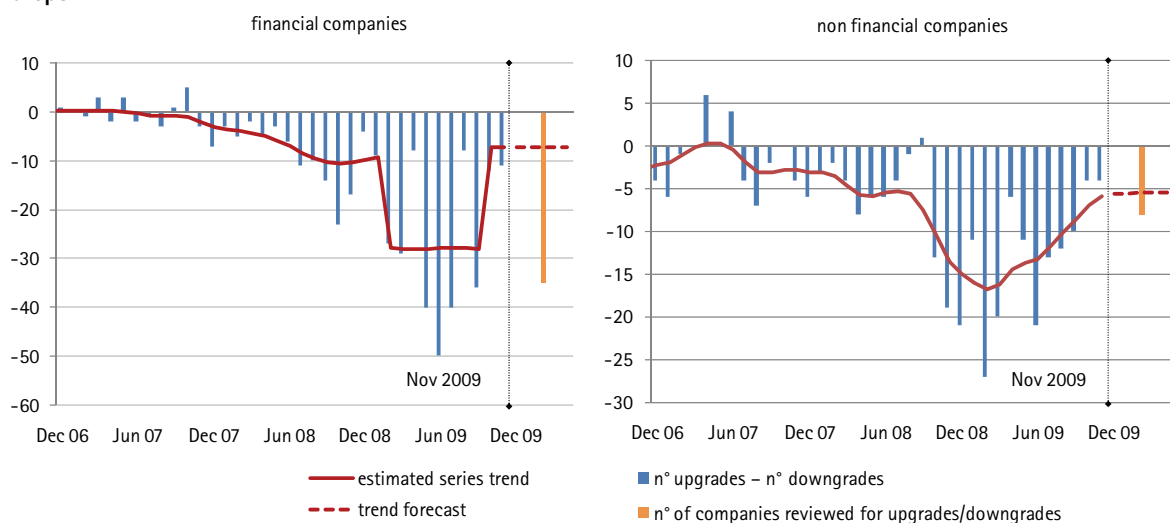 financial companies
10
0
-10
-20
-30
-40
-50
-60
Nov 2009
Dec 06 Jun 07 Dec 07 Jun 08 Dec 08 Jun 09 Dec 09
non financial companies
10
5
0
-5
-10
-15
-20
-25
-30
Nov 2009
Dec 06 Jun 07 Dec 07 Jun 08 Dec 08 Jun 09 Dec 09
estimated series trend
trend forecast
n° upgrades – n° downgrades
n° of companies reviewed for upgrades/downgrades